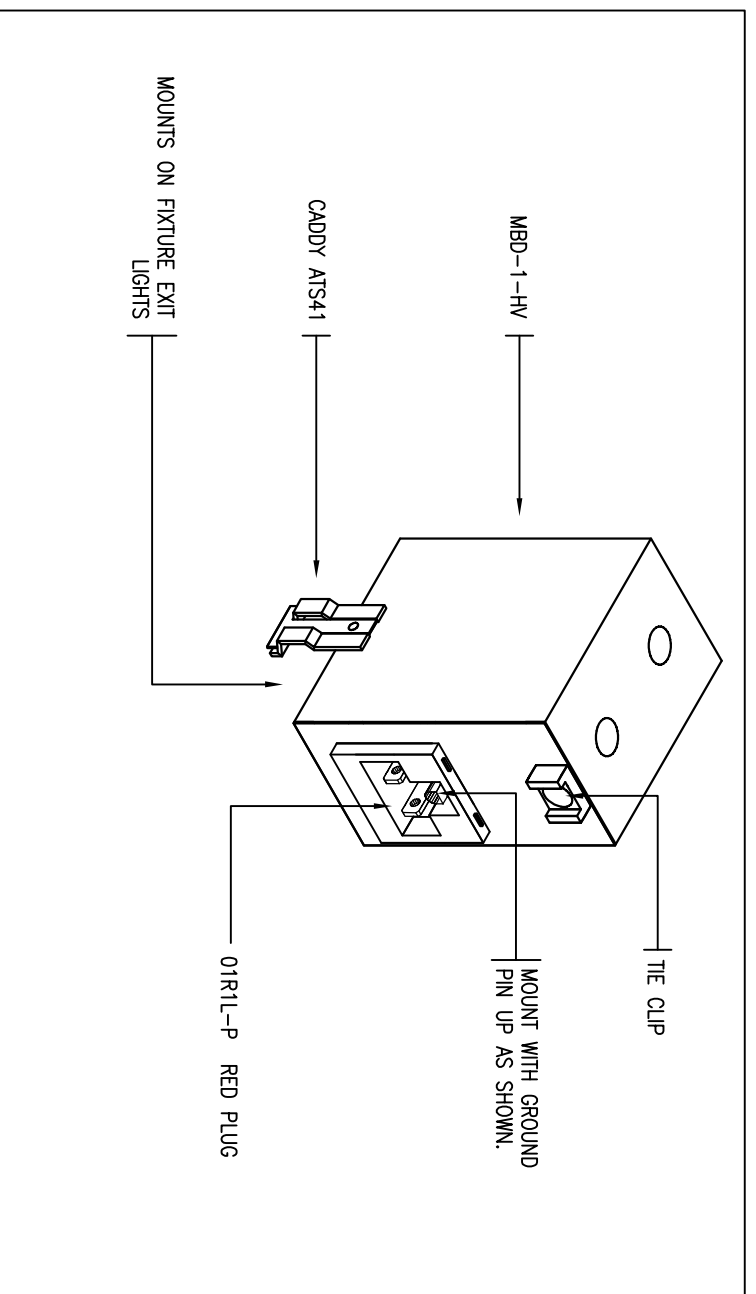 MBD-1-HV
CADDY ATS41
MOUNTS ON FIXTURE EXIT
LIGHTS
TIE CLIP
MOUNT WITH GROUND
PIN UP AS SHOWN.
01R1L-P RED PLUG